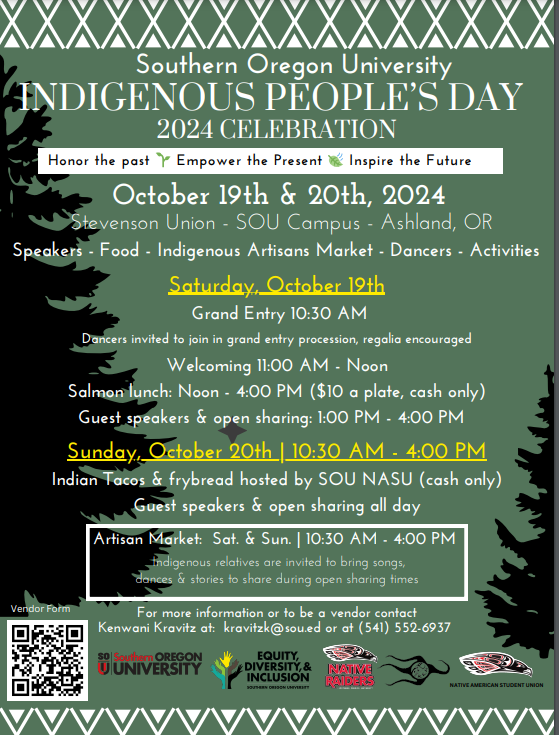 Southern Oregon University
INDIGENOUS PEOPLE'S DAY
2024 CELEBRATION
Honor the past Empower the Present Inspire the Future
October 19th & 20th, 2024
Stevenson Union - SOU Campus - Ashland, OR
Speakers - Food - Indigenous Artisans Market - Dancers - Activities
Saturday, October 19th
Grand Entry 10:30 AM
Dancers invited to join in grand entry procession, regalia encouraged
Welcoming 11:00 AM - Noon
Salmon lunch: Noon - 4:00 PM ($10 a plate, cash only)
Guest speakers & open sharing: 1:00 PM - 4:00 PM
Sunday, October 20th | 10:30 AM - 4:00 PM
Indian Tacos & frybread hosted by SOU NASU (cash only)
Guest speakers & open sharing all day
Artisan Market: Sat. & Sun. | 10:30 AM - 4:00 PM
Indigenous relatives are invited to bring songs,
dances & stories to share during open sharing times
Vendor Form
For more information or to be a vendor contact
Kenwani Kravitz at: kravitzk@sou.ed or at (541) 552-6937
SO U Southern OREGON
UNIVERSITY
EQUITY,
DIVERSITY, &
INCLUSION
SOUTHERN OREGON UNIVERSITY
NATIVE
RAIDERS
NATIVE AMERICAN STUDENT UNION